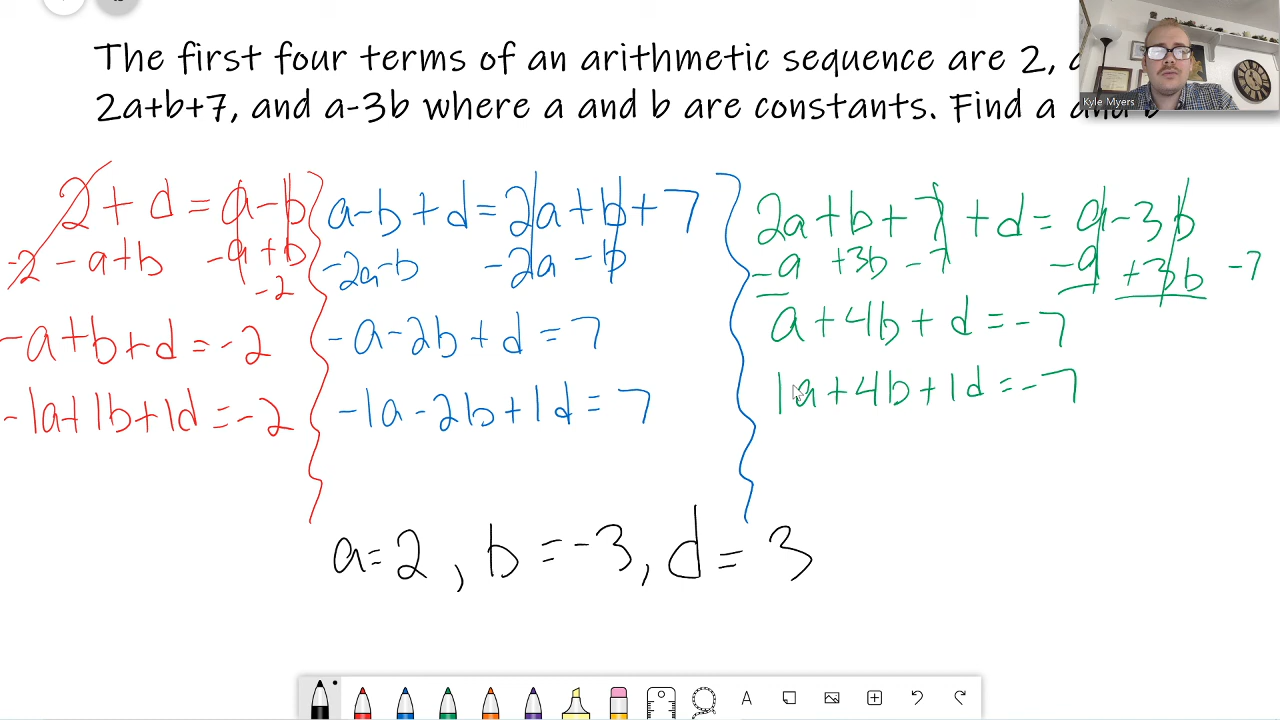 The first four terms of an arithmetic sequence are 2, a
2a+b+7, and a-3b where a and b are constants. Find a and b
Kyle Myers
2 + d = a - b
-2 - a + b -a + b
-2
-a + b + d = -2
-1a + 1b + 1d = -2
a - b + d = 2a + b + 7
-2a - b -2a - b
-a - 2b + d = 7
-1a - 2b + 1d = 7
2a + b + 7 + d = a - 3b
-a +3b -7 -a +3b -7
a + 4b + d = -7
1a + 4b + 1d = -7
a = 2, b = -3, d = 3
A